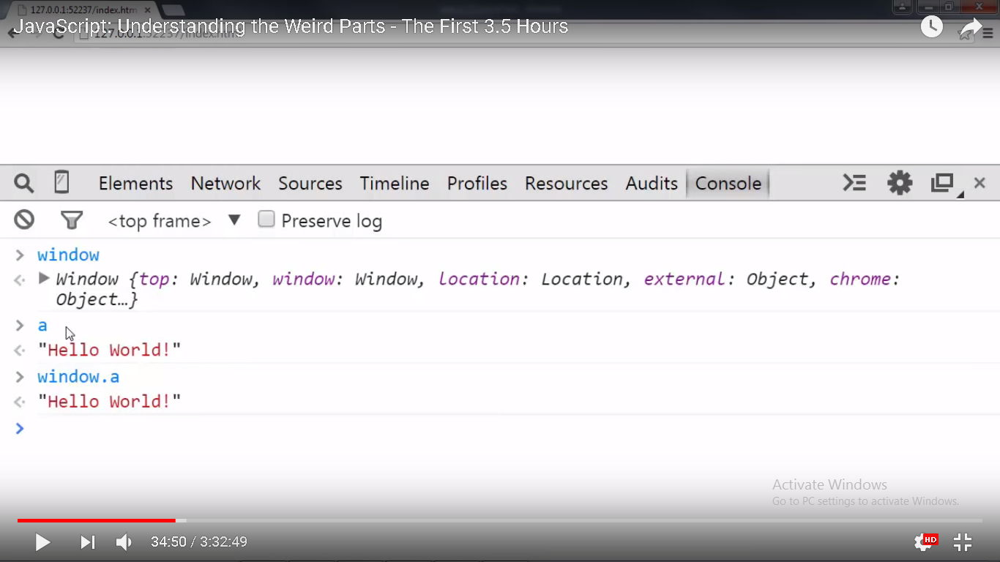 127.0.0.1:52237/index.htm
JavaScript: Understanding the Weird Parts - The First 3.5 Hours
127.0.0.1:52237/index.htm
Elements Network Sources Timeline Profiles Resources Audits Console
<top frame> ▼ Preserve log
> window
Window {top: Window, window: Window, location: Location, external: Object, chrome:
Object…}
> a
"Hello World!"
> window.a
"Hello World!"
>
Activate Windows
Go to PC settings to activate Windows.
34:50 / 3:32:49
HD